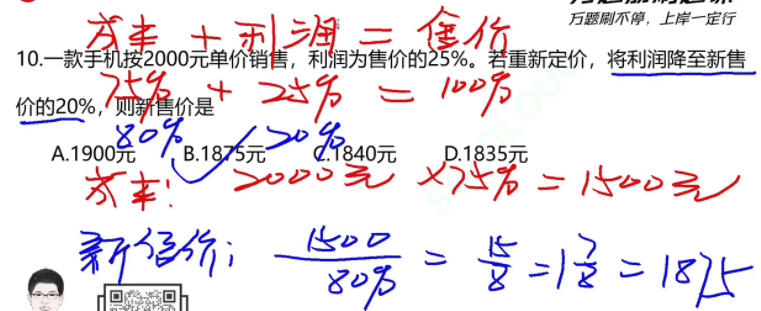 万题刷不停，上岸一定行
成本 + 利润 = 售价
10.一款手机按2000元单价销售，利润为售价的25%。若重新定价，将利润降至新售
75% + 25% = 100%
价的20%，则新售价是
80% 20%
A.1900元 B.1875元 C.1840元 D.1835元
成本: 2000元 ×75% = 1500元
新售价: 1500/80% = 15/8 = 1 7/8 = 1875